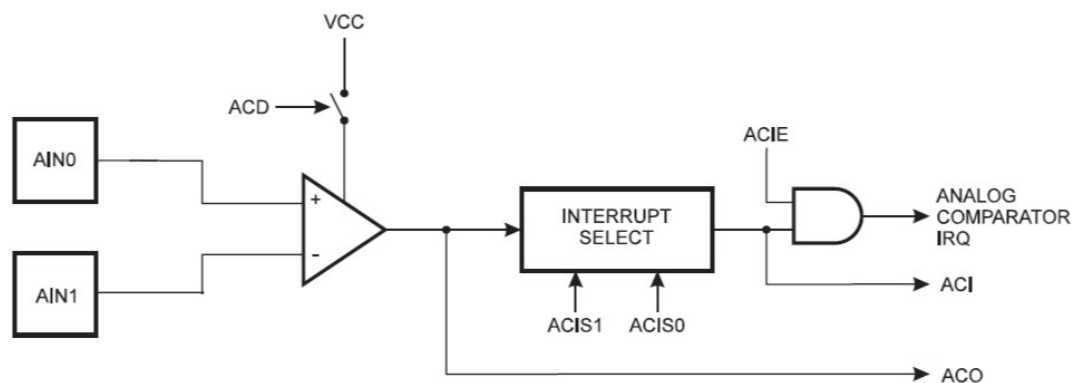 VCC
ACD
AIN0
ACIE
+
INTERRUPT
SELECT
ANALOG
COMPARATOR
IRQ
-
AIN1
ACI
ACIS1 ACIS0
ACO